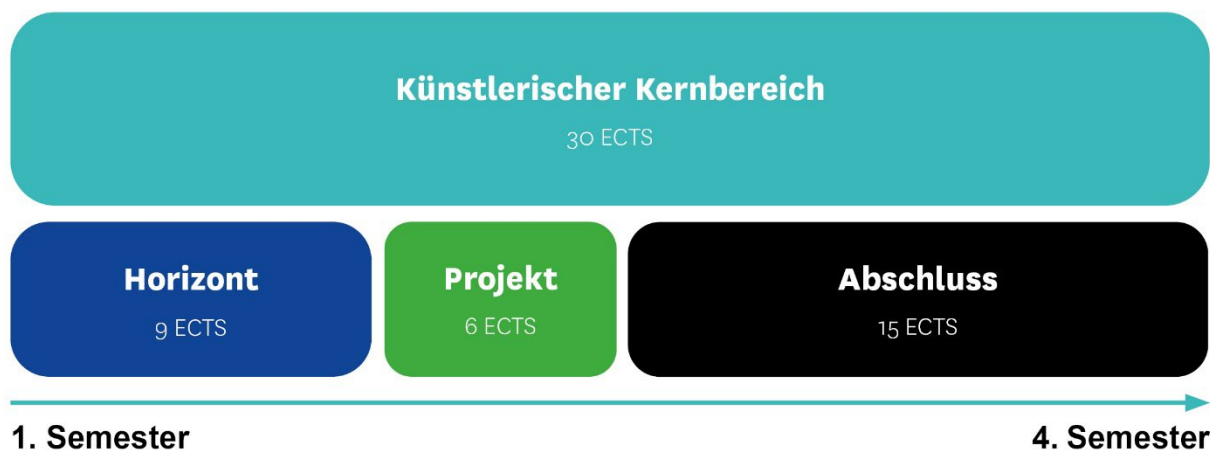 Künstlerischer Kernbereich
30 ECTS
Horizont
9 ECTS
Projekt
6 ECTS
Abschluss
15 ECTS
1. Semester
4. Semester